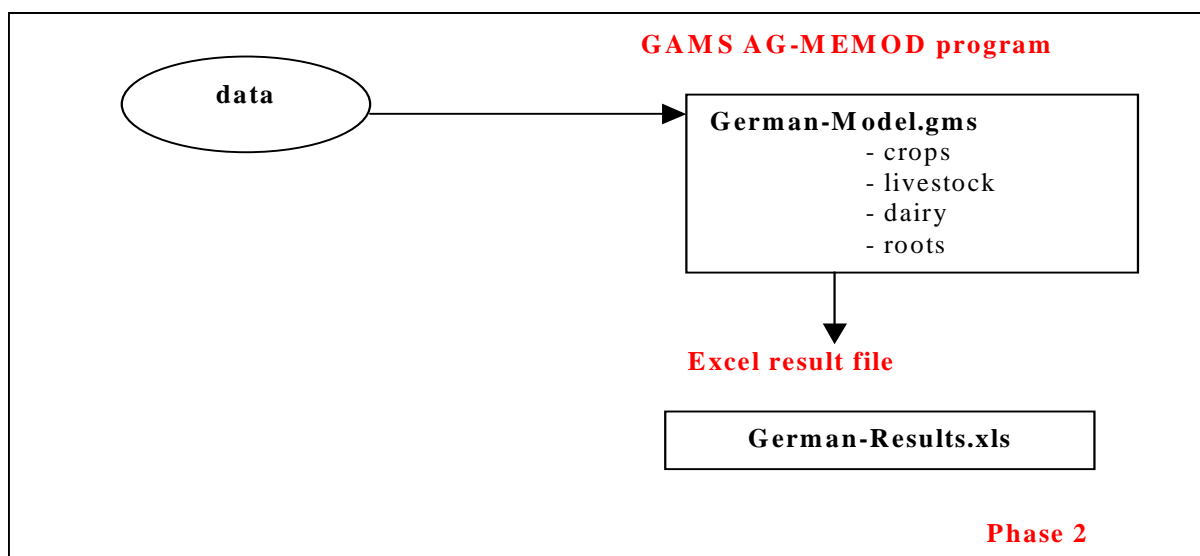 GAMS AG-MEMOD program
data
German-Model.gms
- crops
- livestock
- dairy
- roots
Excel result file
German-Results.xls
Phase 2